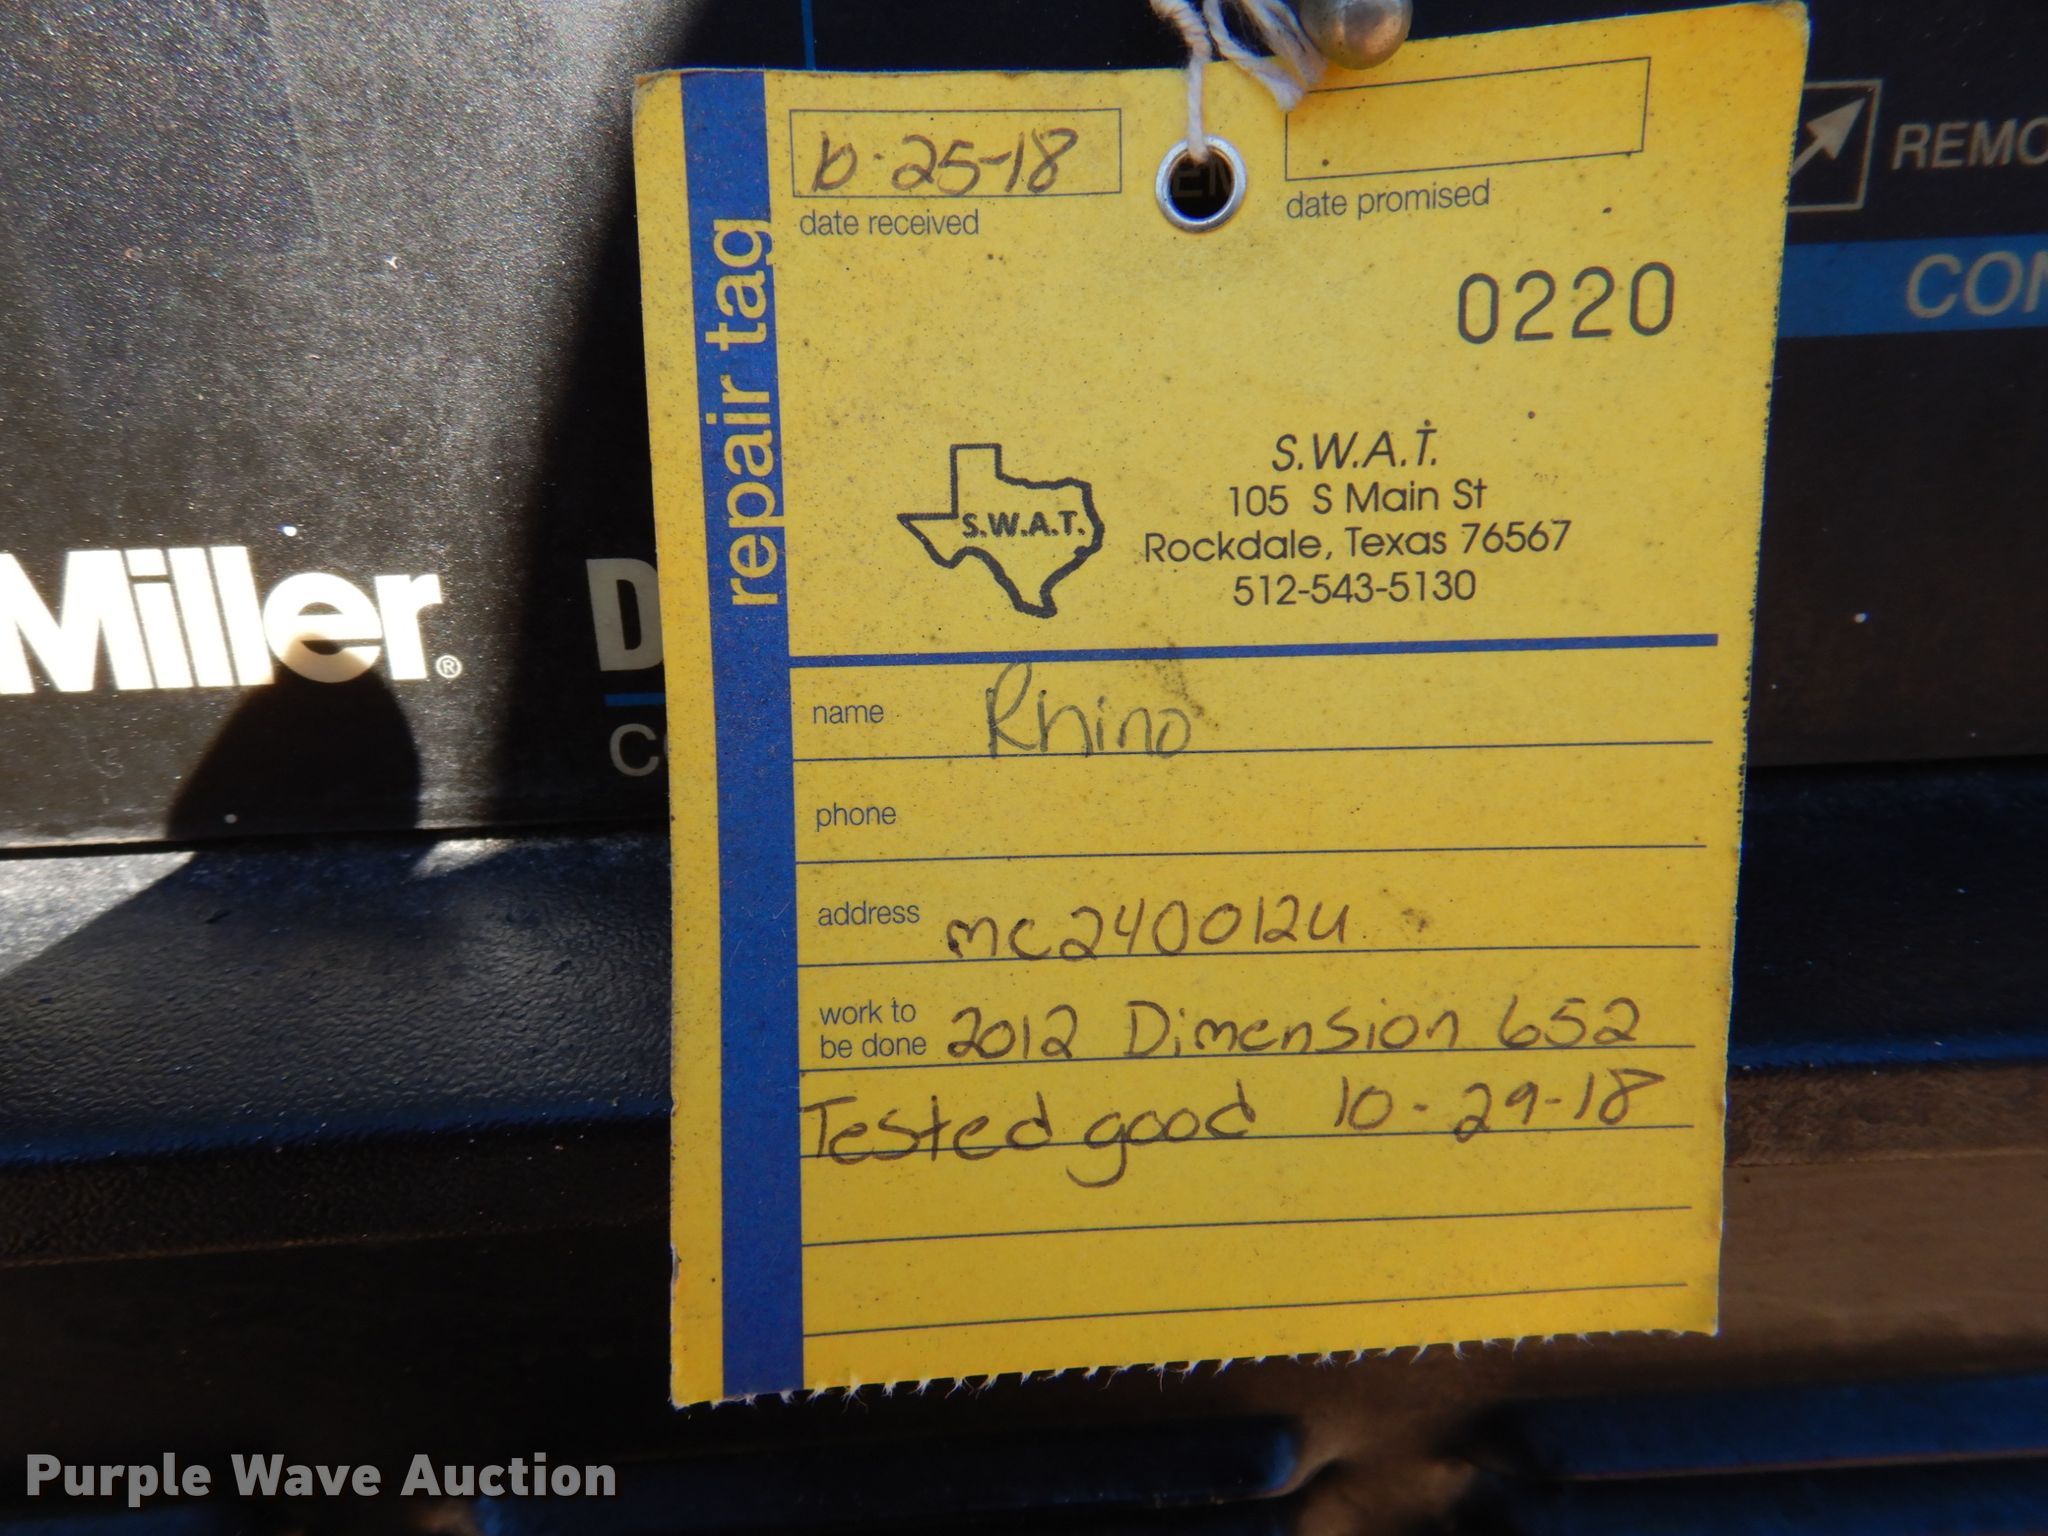 10-25-18
date received
date promised
0220
repair tag
S.W.A.T.
S.W.A.T.
105 S Main St
Rockdale, Texas 76567
512-543-5130
name Rhino
phone
address MC240012U
work to
be done 2012 Dimension 652
Tested good 10-29-18
Miller®
REMO
CON
D
C
Purple Wave Auction